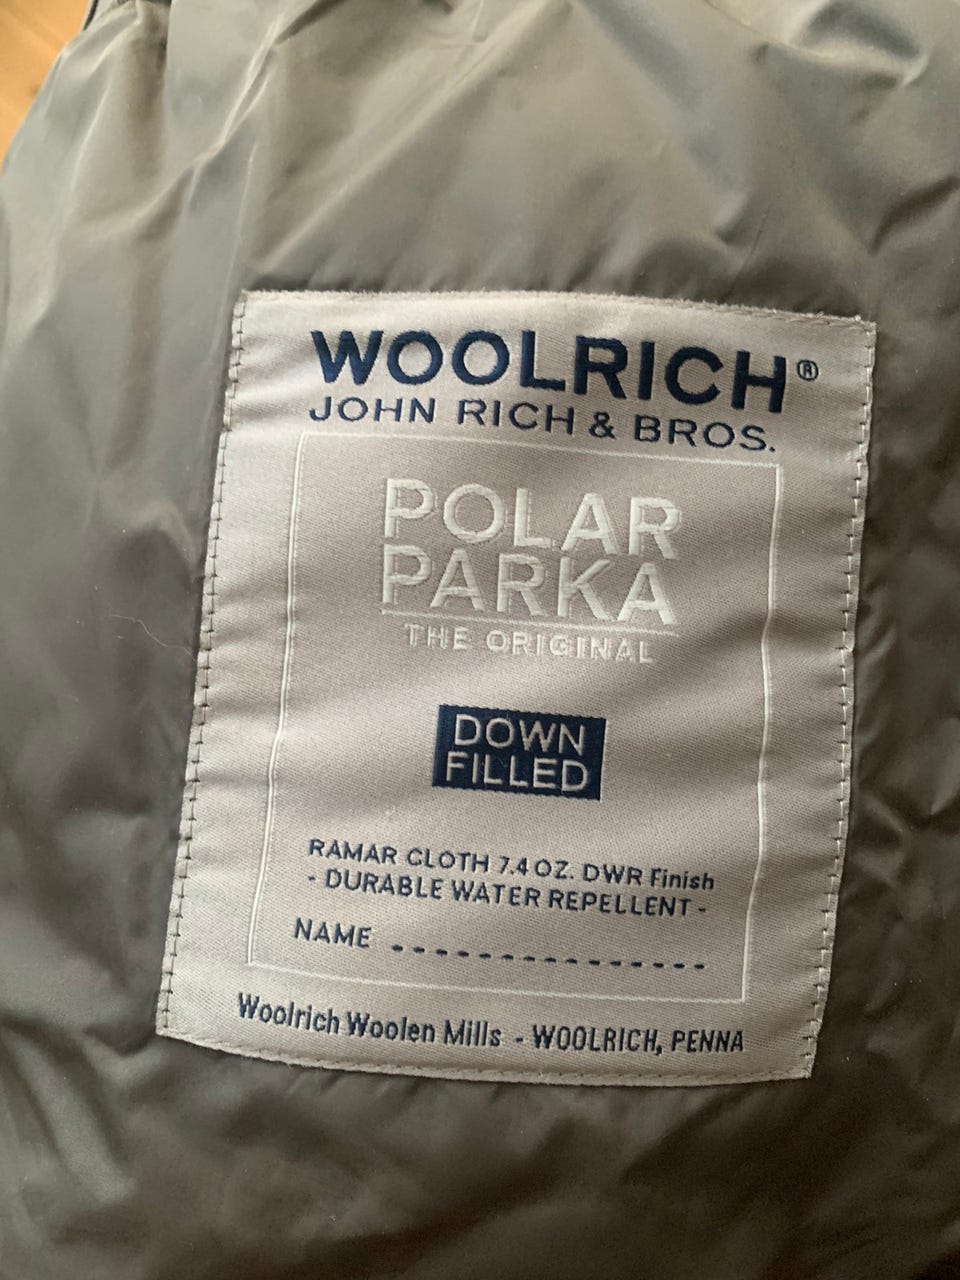 WOOLRICH®
JOHN RICH & BROS.
POLAR
PARKA
THE ORIGINAL
DOWN
FILLED
RAMAR CLOTH 7.4 OZ. DWR Finish
- DURABLE WATER REPELLENT -
NAME ---------------
Woolrich Woolen Mills - WOOLRICH, PENNA